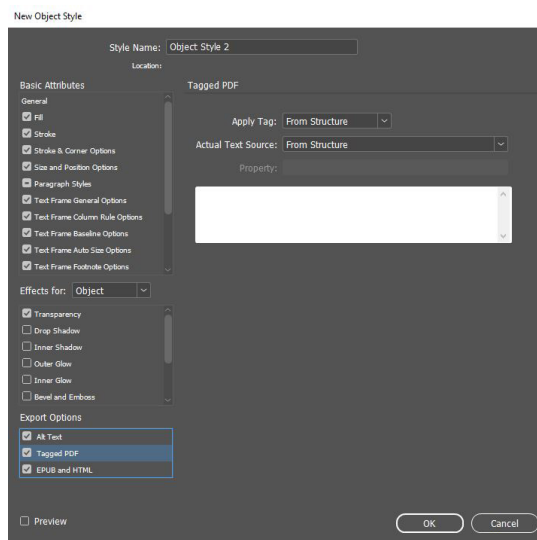 New Object Style
Style Name: Object Style 2
Location:
Basic Attributes
General
Fill
Stroke
Stroke & Corner Options
Size and Position Options
Paragraph Styles
Text Frame General Options
Text Frame Column Rule Options
Text Frame Baseline Options
Text Frame Auto Size Options
Text Frame Footnote Options
Effects for: Object
Transparency
Drop Shadow
Inner Shadow
Outer Glow
Inner Glow
Bevel and Emboss
Export Options
Alt Text
Tagged PDF
EPUB and HTML
Tagged PDF
Apply Tag: From Structure
Actual Text Source: From Structure
Property:
Preview
OK
Cancel